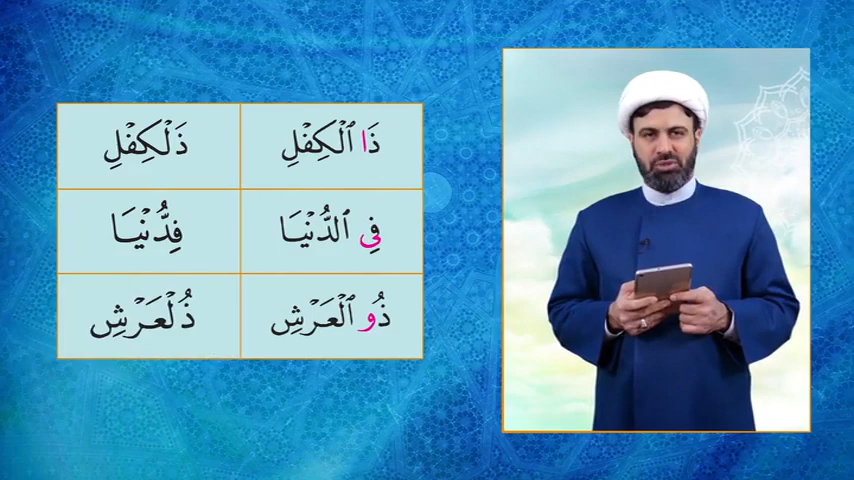 ذَا ٱلْكِفْلِ ذَلْكِفْلِ
فِي ٱلدُّنْيَا فِدُّنْيَا
ذُو ٱلْعَرْشِ ذُلْعَرْشِ